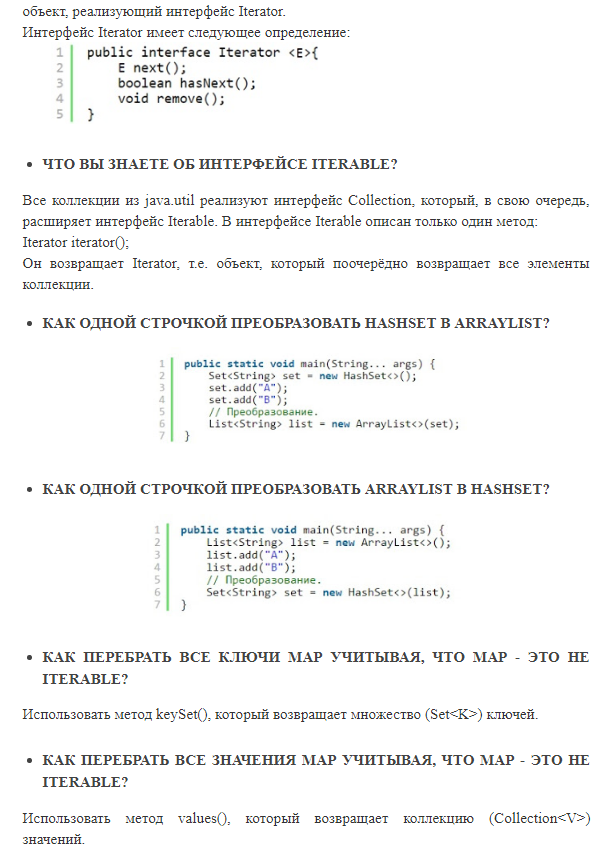 объект, реализующий интерфейс Iterator.
Интерфейс Iterator имеет следующее определение:
1 public interface Iterator <E>{
2     E next();
3     boolean hasNext();
4     void remove();
5 }
• ЧТО ВЫ ЗНАЕТЕ ОБ ИНТЕРФЕЙСЕ ITERABLE?
Все коллекции из java.util реализуют интерфейс Collection, который, в свою очередь,
расширяет интерфейс Iterable. В интерфейсе Iterable описан только один метод:
Iterator iterator();
Он возвращает Iterator, т.е. объект, который поочерёдно возвращает все элементы
коллекции.
• КАК ОДНОЙ СТРОЧКОЙ ПРЕОБРАЗОВАТЬ HASHSET В ARRAYLIST?
1 public static void main(String... args) {
2     Set<String> set = new HashSet<>();
3     set.add("A");
4     set.add("B");
5     // Преобразование.
6     List<String> list = new ArrayList<>(set);
7 }
• КАК ОДНОЙ СТРОЧКОЙ ПРЕОБРАЗОВАТЬ ARRAYLIST В HASHSET?
1 public static void main(String... args) {
2     List<String> list = new ArrayList<>();
3     list.add("A");
4     list.add("B");
5     // Преобразование.
6     Set<String> set = new HashSet<>(list);
7 }
• КАК ПЕРЕБРАТЬ ВСЕ КЛЮЧИ MAP УЧИТЫВАЯ, ЧТО MAP - ЭТО НЕ
ITERABLE?
Использовать метод keySet(), который возвращает множество (Set<K>) ключей.
• КАК ПЕРЕБРАТЬ ВСЕ ЗНАЧЕНИЯ MAP УЧИТЫВАЯ, ЧТО MAP - ЭТО НЕ
ITERABLE?
Использовать метод values(), который возвращает коллекцию (Collection<V>)
значений.